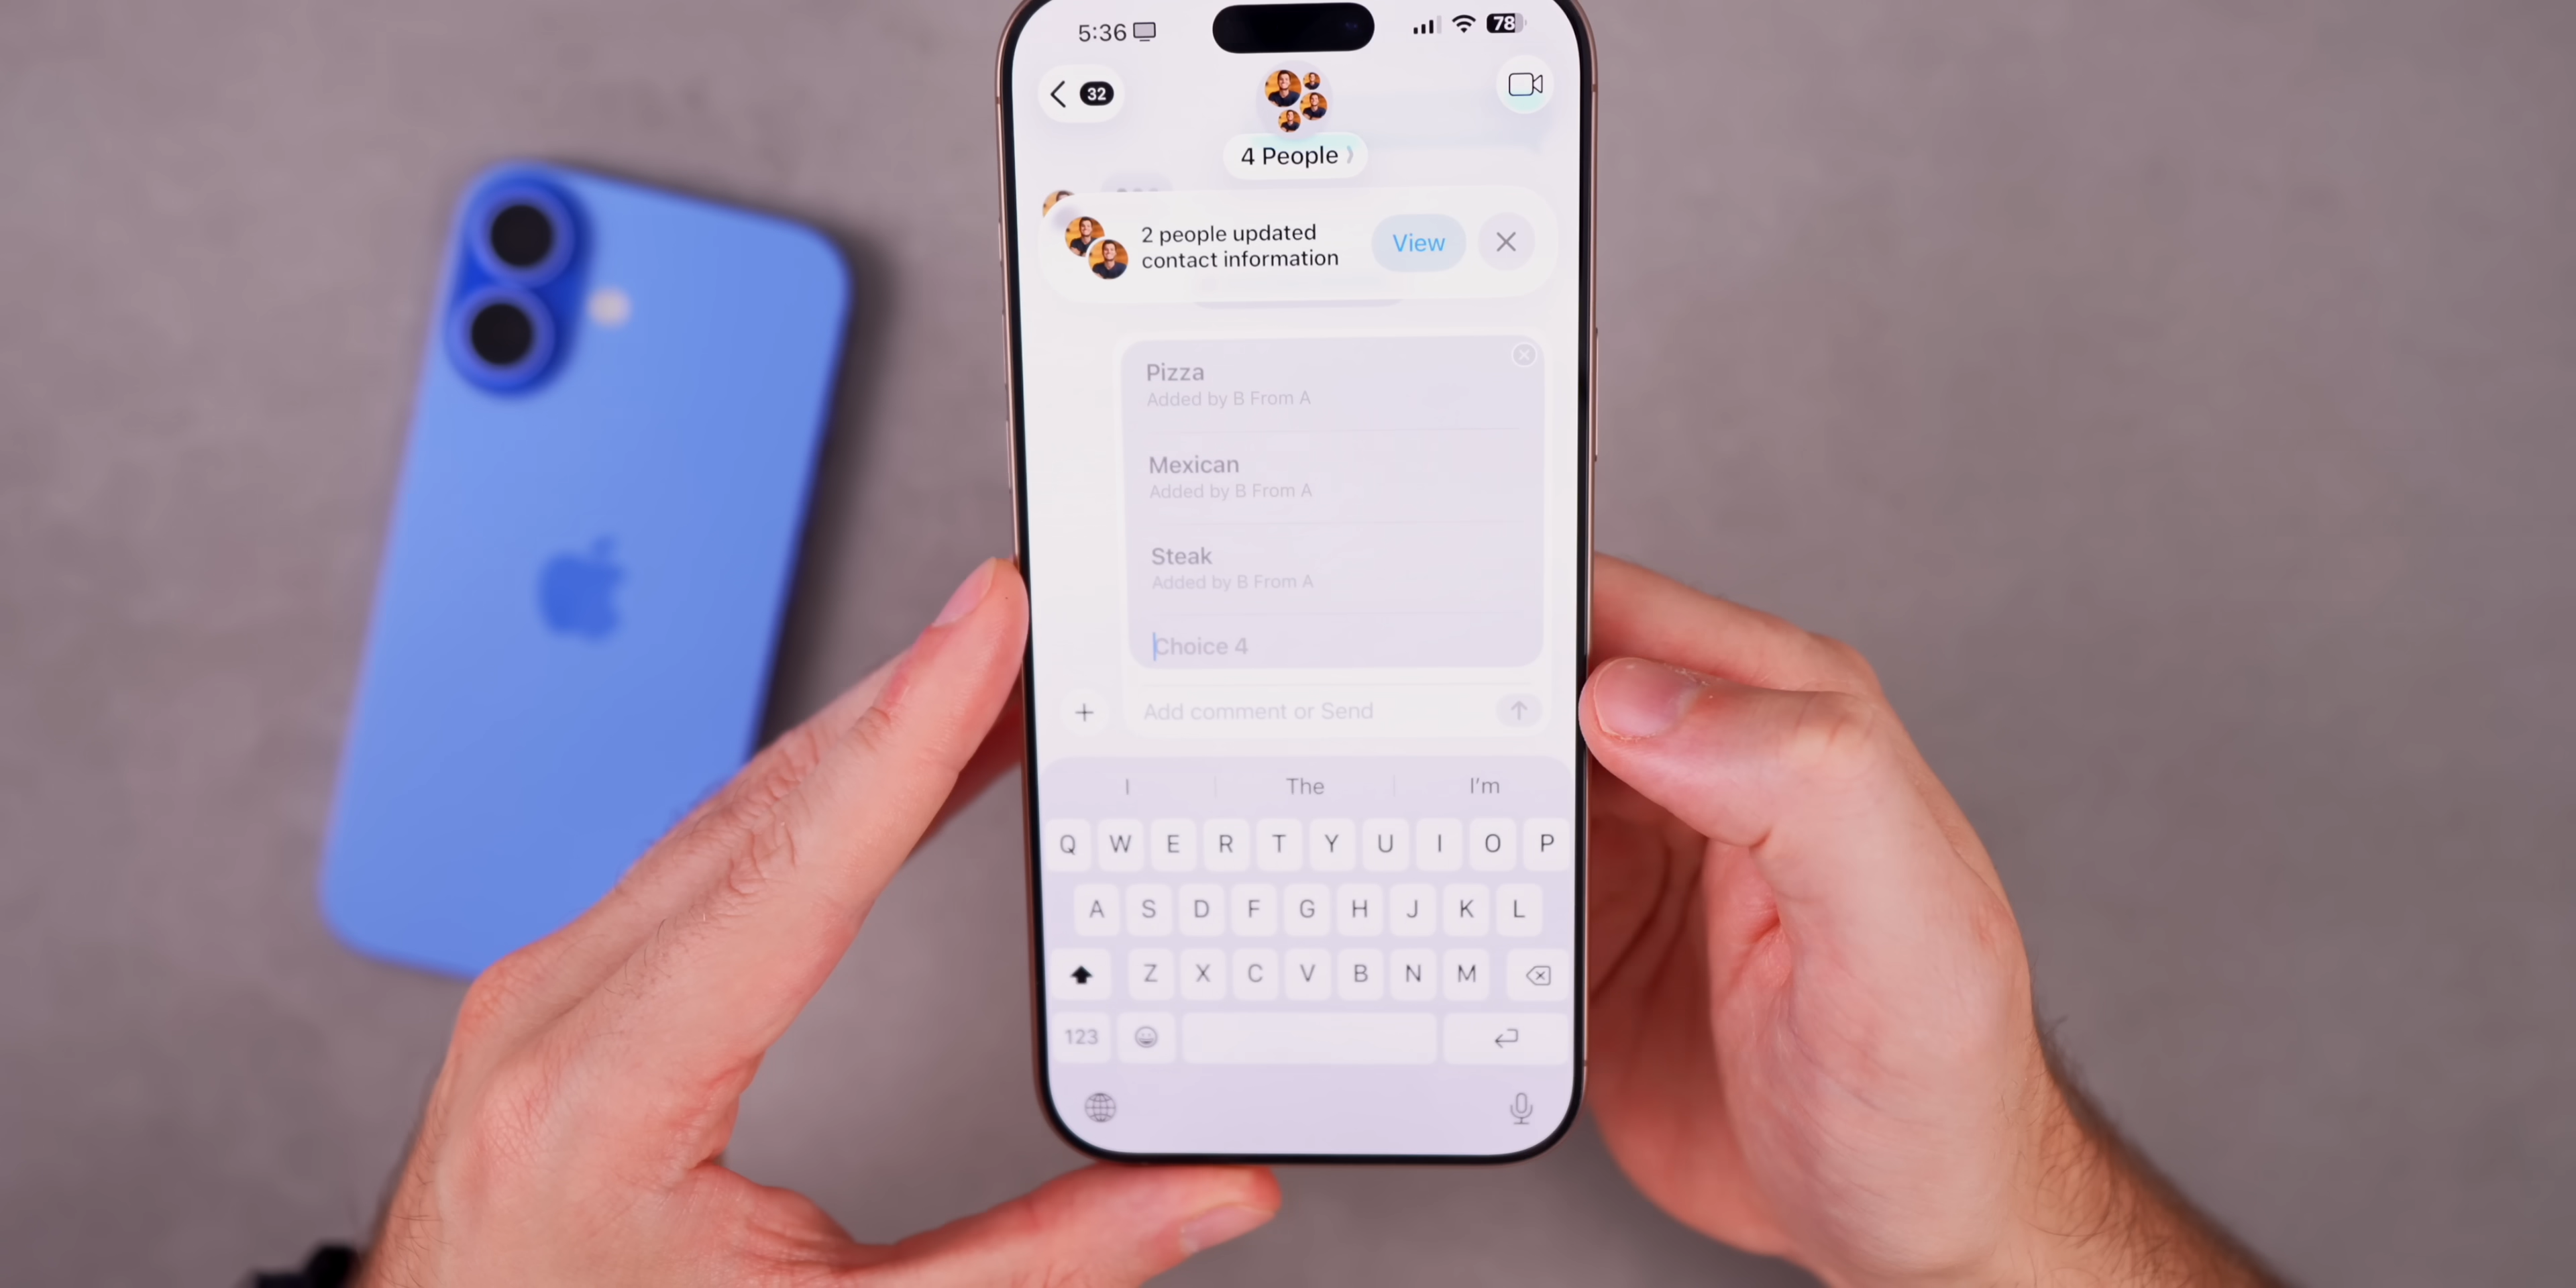 5:36
78
32
4 People
2 people updated
contact information
View
Pizza
Added by B From A
Mexican
Added by B From A
Steak
Added by B From A
Choice 4
Add comment or Send
I The I'm
Q W E R T Y U I O P
A S D F G H J K L
Z X C V B N M
123